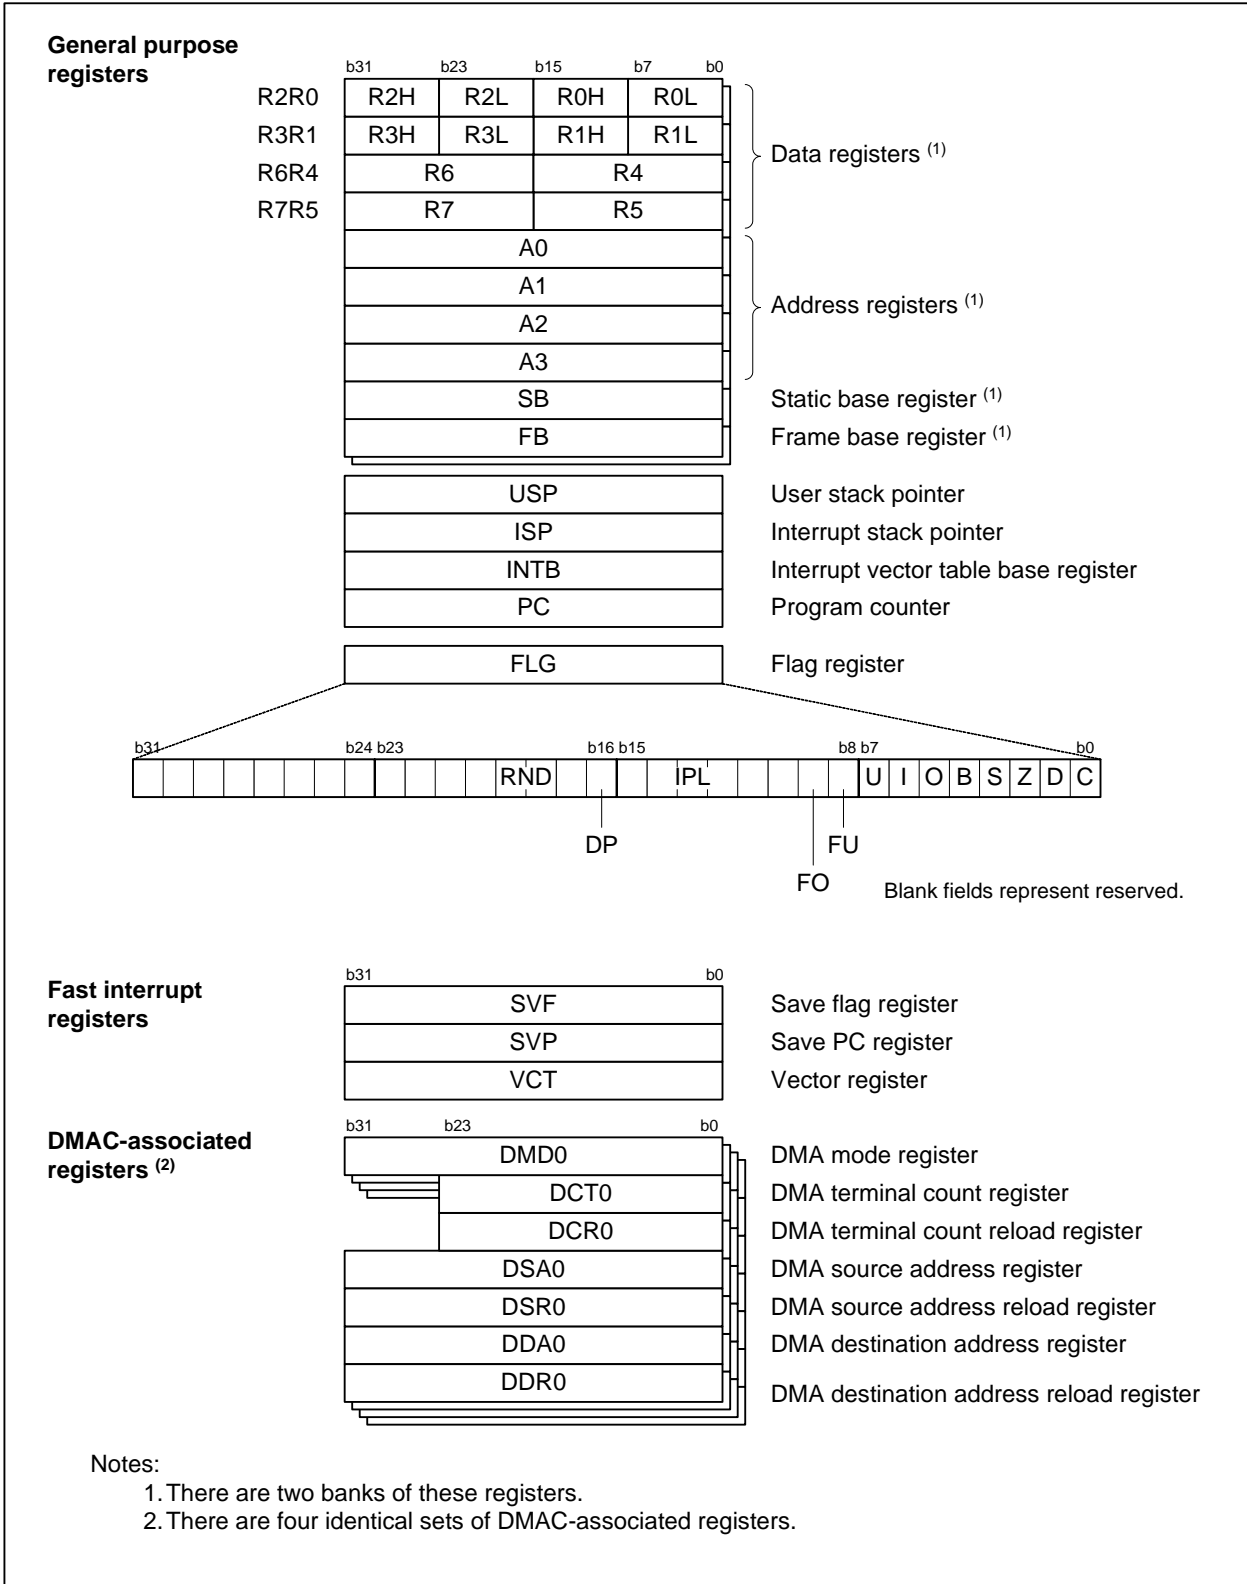 General purpose
registers
b31 b23 b15 b7 b0
R2R0 R2H R2L R0H R0L
R3R1 R3H R3L R1H R1L
Data registers (1)
R6R4 R6 R4
R7R5 R7 R5
A0
A1
Address registers (1)
A2
A3
SB Static base register (1)
FB Frame base register (1)
USP User stack pointer
ISP Interrupt stack pointer
INTB Interrupt vector table base register
PC Program counter
FLG Flag register
b31 b24 b23 b16 b15 b8 b7 b0
RND IPL U I O B S Z D C
DP FU
FO
Blank fields represent reserved.
Fast interrupt
registers
b31 b0
SVF Save flag register
SVP Save PC register
VCT Vector register
DMAC-associated
registers (2)
b31 b23 b0
DMD0 DMA mode register
DCT0 DMA terminal count register
DCR0 DMA terminal count reload register
DSA0 DMA source address register
DSR0 DMA source address reload register
DDA0 DMA destination address register
DDR0 DMA destination address reload register
Notes:
1. There are two banks of these registers.
2. There are four identical sets of DMAC-associated registers.